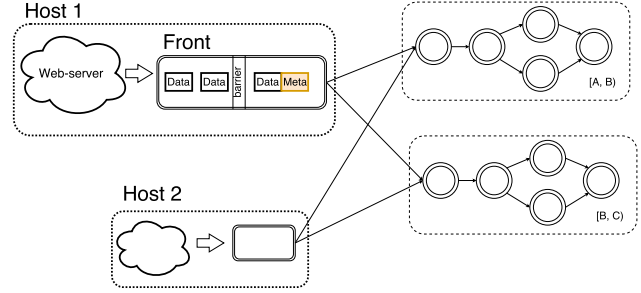 Host 1
Front
Web-server
Data
Data
barrier
Data
Meta
[A, B)
Host 2
[B, C)